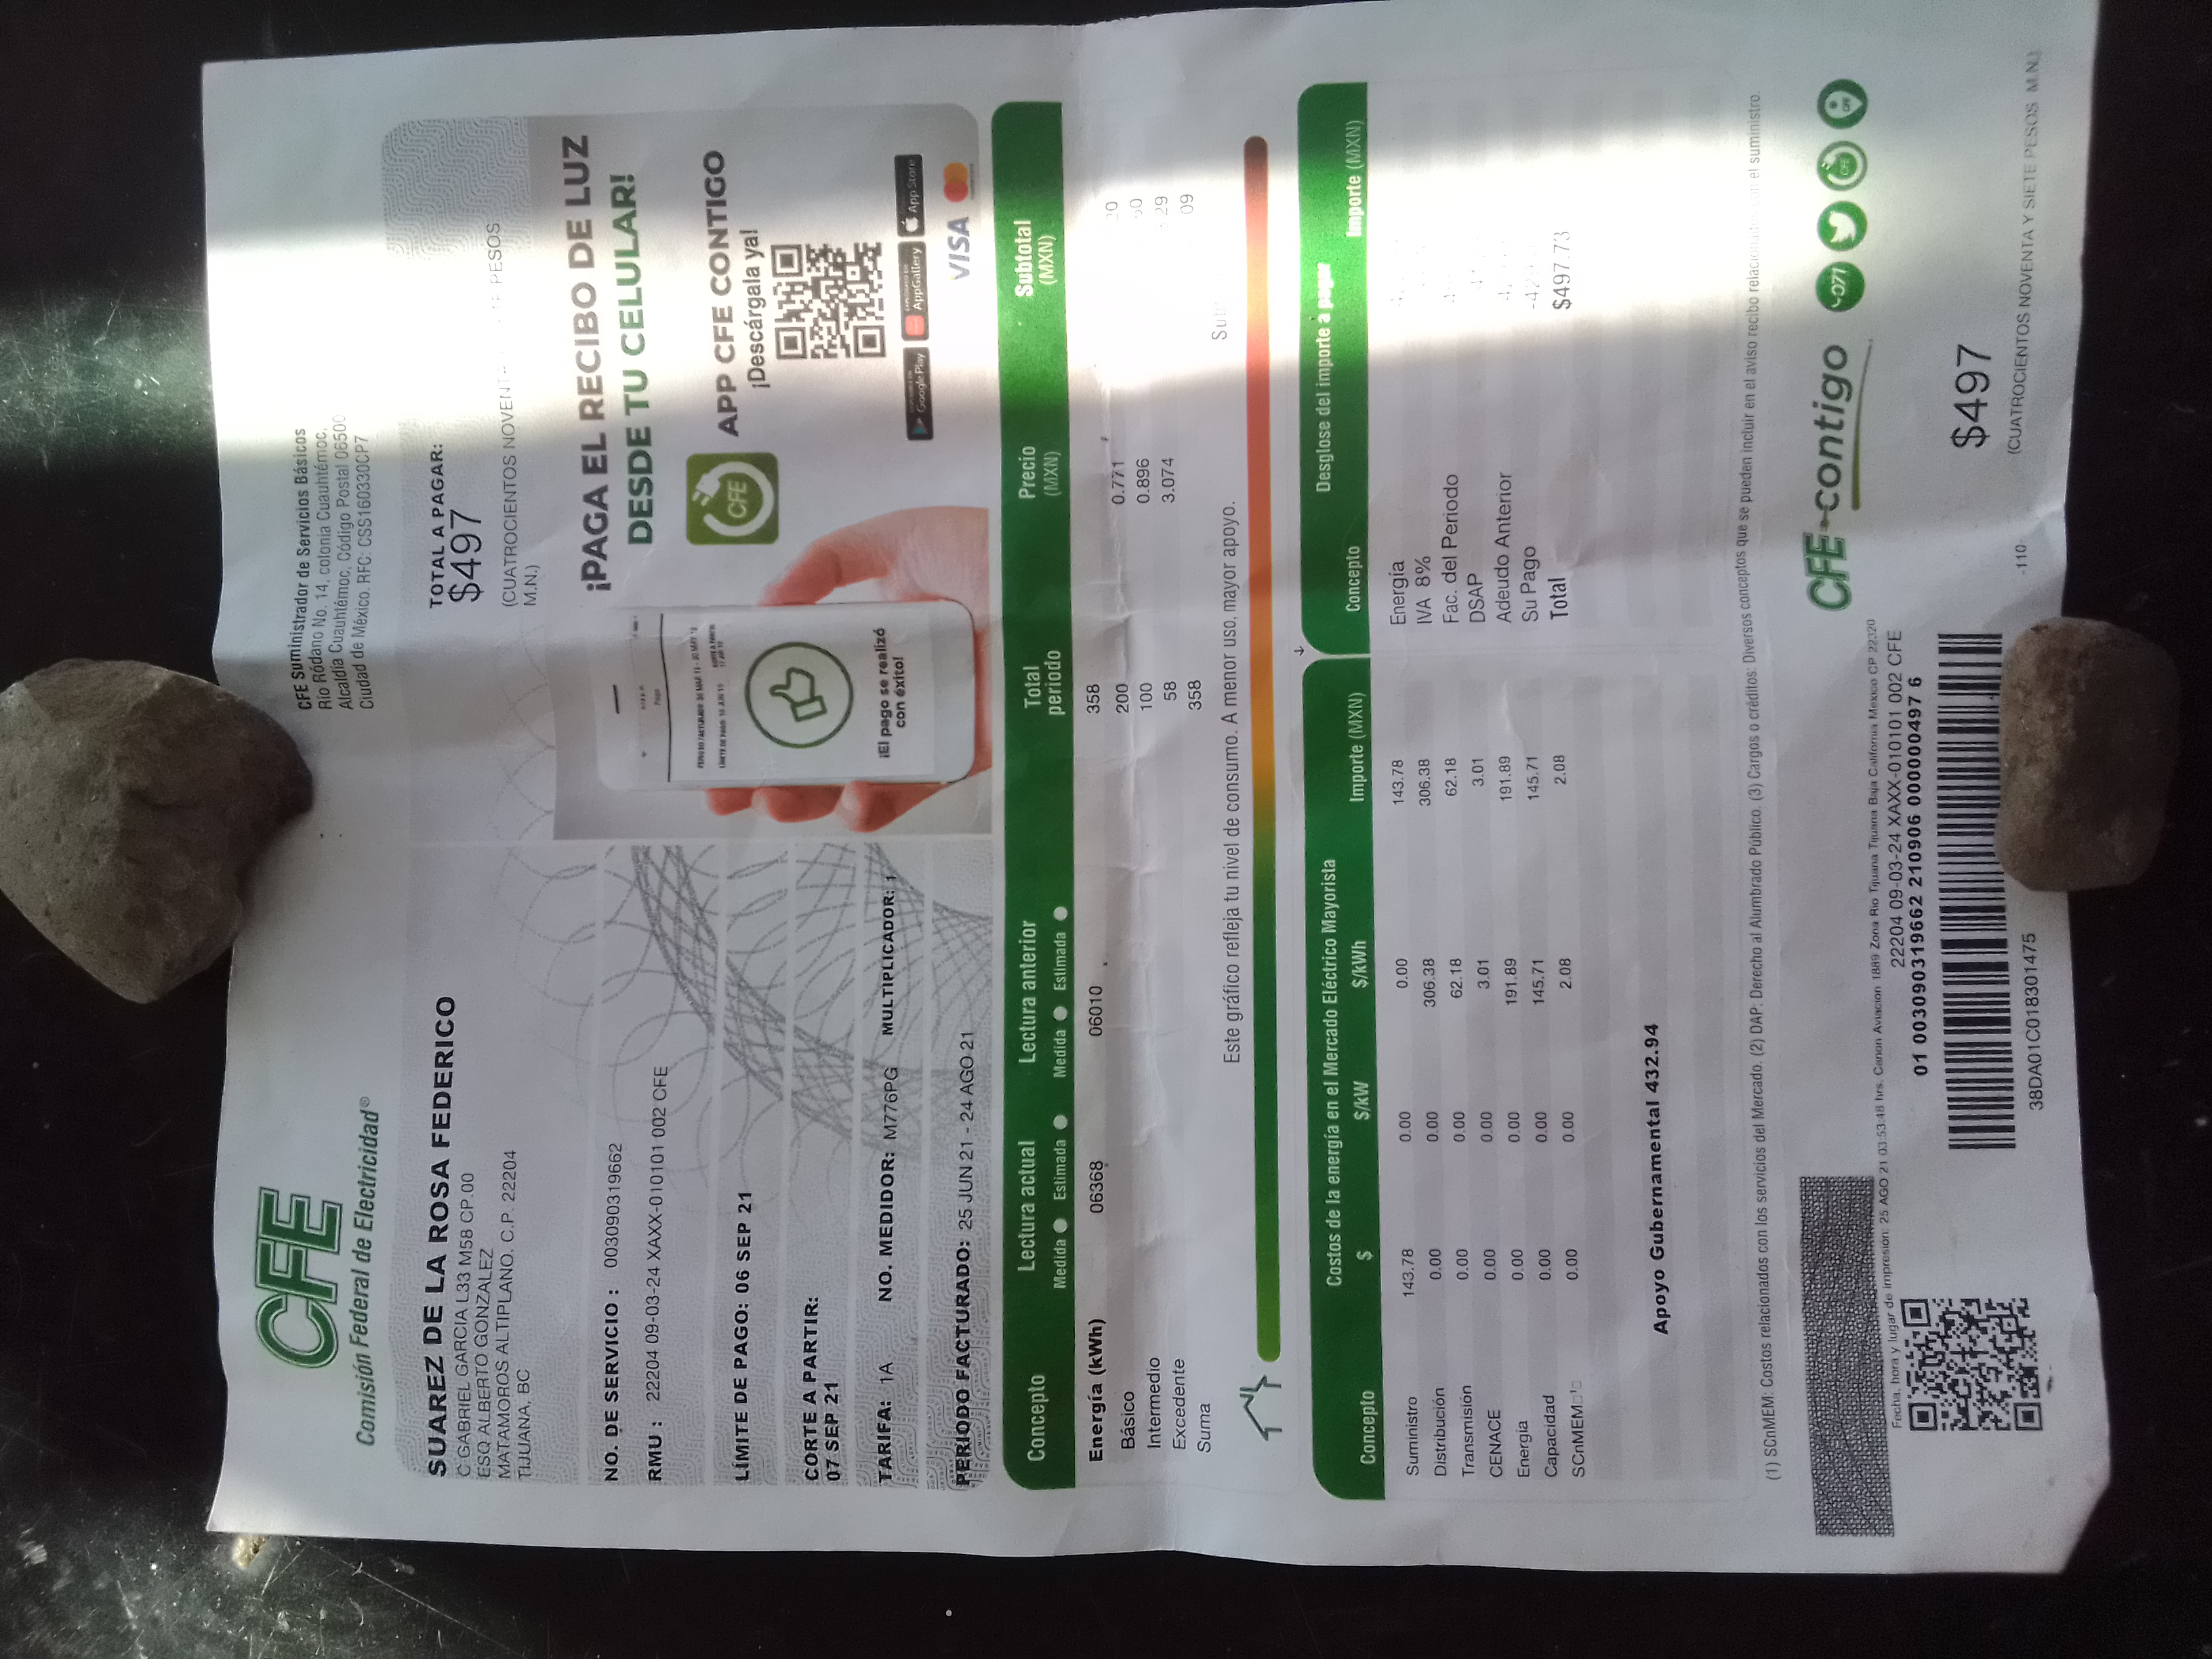 CFE
Comisión Federal de Electricidad®
CFE Suministrador de Servicios Básicos
Río Ródano No. 14, colonia Cuauhtémoc,
Alcaldía Cuauhtémoc, Código Postal 06500
Ciudad de México. RFC: CSS160330CP7
SUAREZ DE LA ROSA FEDERICO
C GABRIEL GARCIA L33 M58 CP.00
ESQ ALBERTO GONZALEZ
MATAMOROS ALTIPLANO. C.P. 22204
TIJUANA, BC
TOTAL A PAGAR:
$497
(CUATROCIENTOS PESOS
M.N.)
NO. DE SERVICIO : 003090319662
RMU : 22204 09-03-24 XAXX-010101 002 CFE
LÍMITE DE PAGO: 06 SEP 21
CORTE A PARTIR:
07 SEP 21
TARIFA: 1A NO. MEDIDOR: M776PG MULTIPLICADOR: 1
PERIODO FACTURADO: 25 JUN 21 - 24 AGO 21
¡PAGA EL RECIBO DE LUZ
DESDE TU CELULAR!
CFE
APP CFE CONTIGO
¡Descárgala ya!
¡El pago se realizó
con éxito!
Google Play
AppGallery
App Store
VISA
Concepto Lectura actual Lectura anterior Total periodo Precio (MXN) Subtotal (MXN)
Medida Estimada Medida Estimada
Energía (kWh) 06368 06010 358
Básico 200 0.771
Intermedio 100 0.896
Excedente 58 3.074 29
Suma 358 09
Este gráfico refleja tu nivel de consumo. A menor uso, mayor apoyo.
Costos de la energía en el Mercado Eléctrico Mayorista
Concepto $ $/kW $/kWh Importe (MXN)
Suministro 143.78 0.00 0.00 143.78
Distribución 0.00 0.00 306.38 306.38
Transmisión 0.00 0.00 62.18 62.18
CENACE 0.00 0.00 3.01 3.01
Energía 0.00 0.00 191.89 191.89
Capacidad 0.00 0.00 145.71 145.71
SCnMEM 0.00 0.00 2.08 2.08
Desglose del importe a pagar
Concepto Importe (MXN)
Energía
IVA 8%
Fac. del Periodo
DSAP
Adeudo Anterior
Su Pago
Total $497.73
Apoyo Gubernamental 432.94
(1) SCnMEM: Costos relacionados con los servicios del Mercado. (2) DAP: Derecho al Alumbrado Público. (3) Cargos o créditos: Diversos conceptos que se pueden incluir en el aviso recibo relacionados con el suministro.
CFE contigo
071
Fecha, hora y lugar de impresión: 25 AGO 21 03:53:48 hrs. Canon Aviacion 1889 Zona Rio Tijuana Tijuana Baja California Mexico CP 22320
22204 09-03-24 XAXX-010101 002 CFE
01 003090319662 210906 000000497 6
38DA01C018301475
-110-
$497
(CUATROCIENTOS NOVENTA Y SIETE PESOS M.N.)